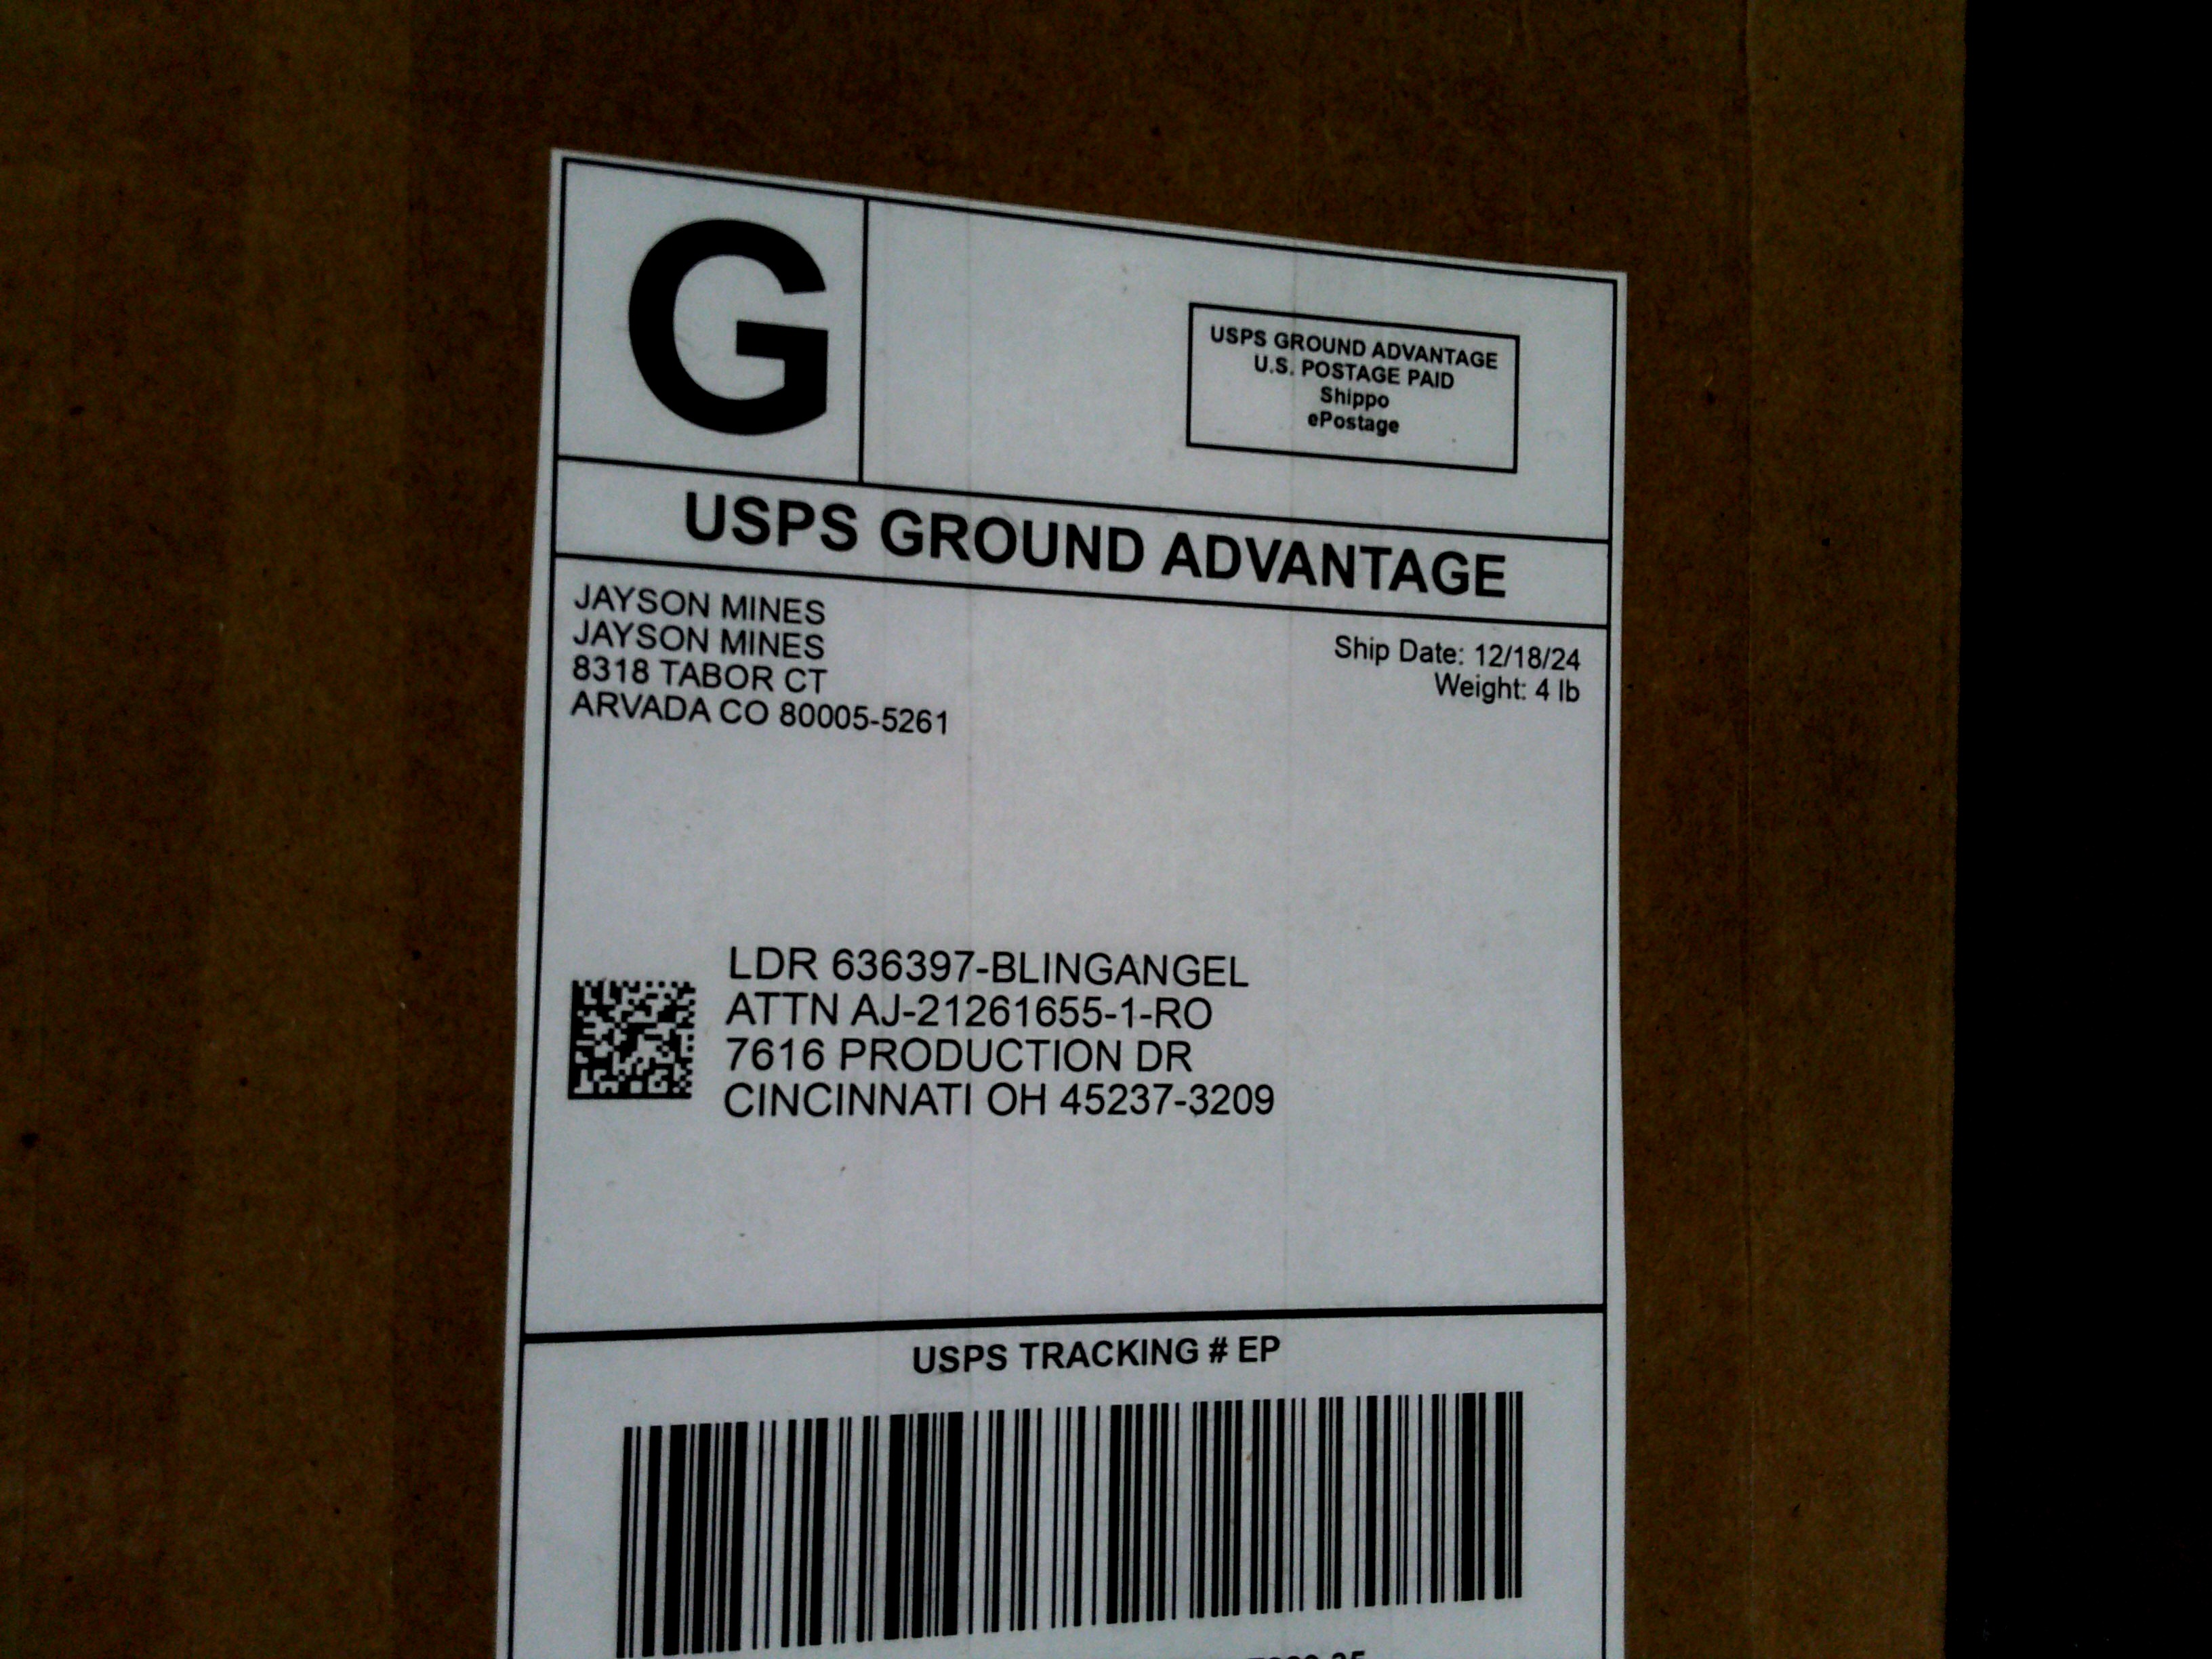 G
USPS GROUND ADVANTAGE
U.S. POSTAGE PAID
Shippo
ePostage
USPS GROUND ADVANTAGE
JAYSON MINES
JAYSON MINES
8318 TABOR CT
ARVADA CO 80005-5261
Ship Date: 12/18/24
Weight: 4 lb
LDR 636397-BLINGANGEL
ATTN AJ-21261655-1-RO
7616 PRODUCTION DR
CINCINNATI OH 45237-3209
USPS TRACKING # EP